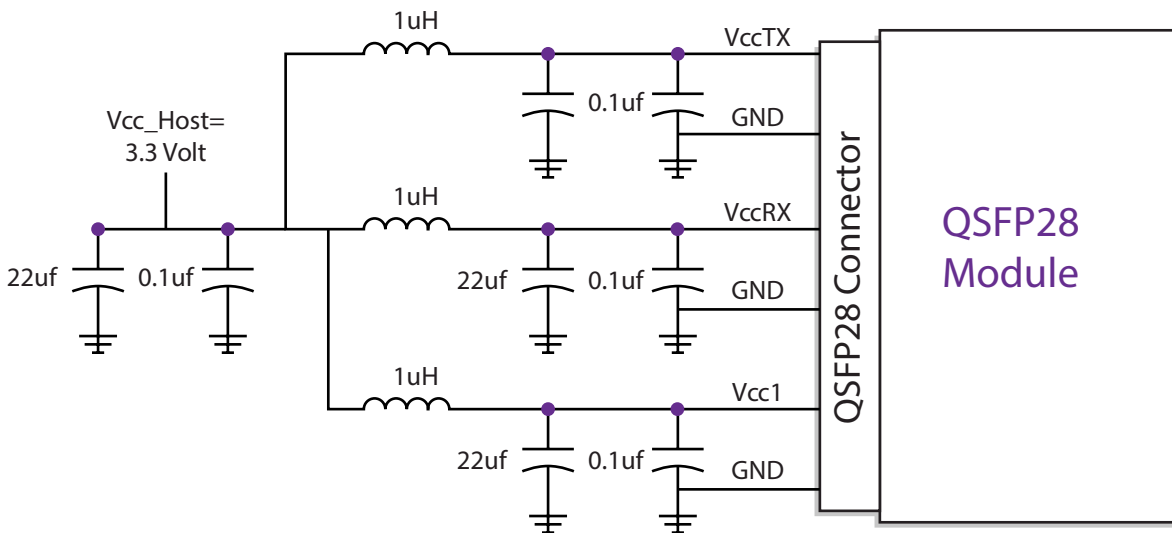 1uH
VccTX
0.1uf
GND
Vcc_Host=
3.3 Volt
1uH
VccRX
22uf
0.1uf
22uf
0.1uf
GND
1uH
Vcc1
22uf
0.1uf
GND
QSFP28 Connector
QSFP28
Module